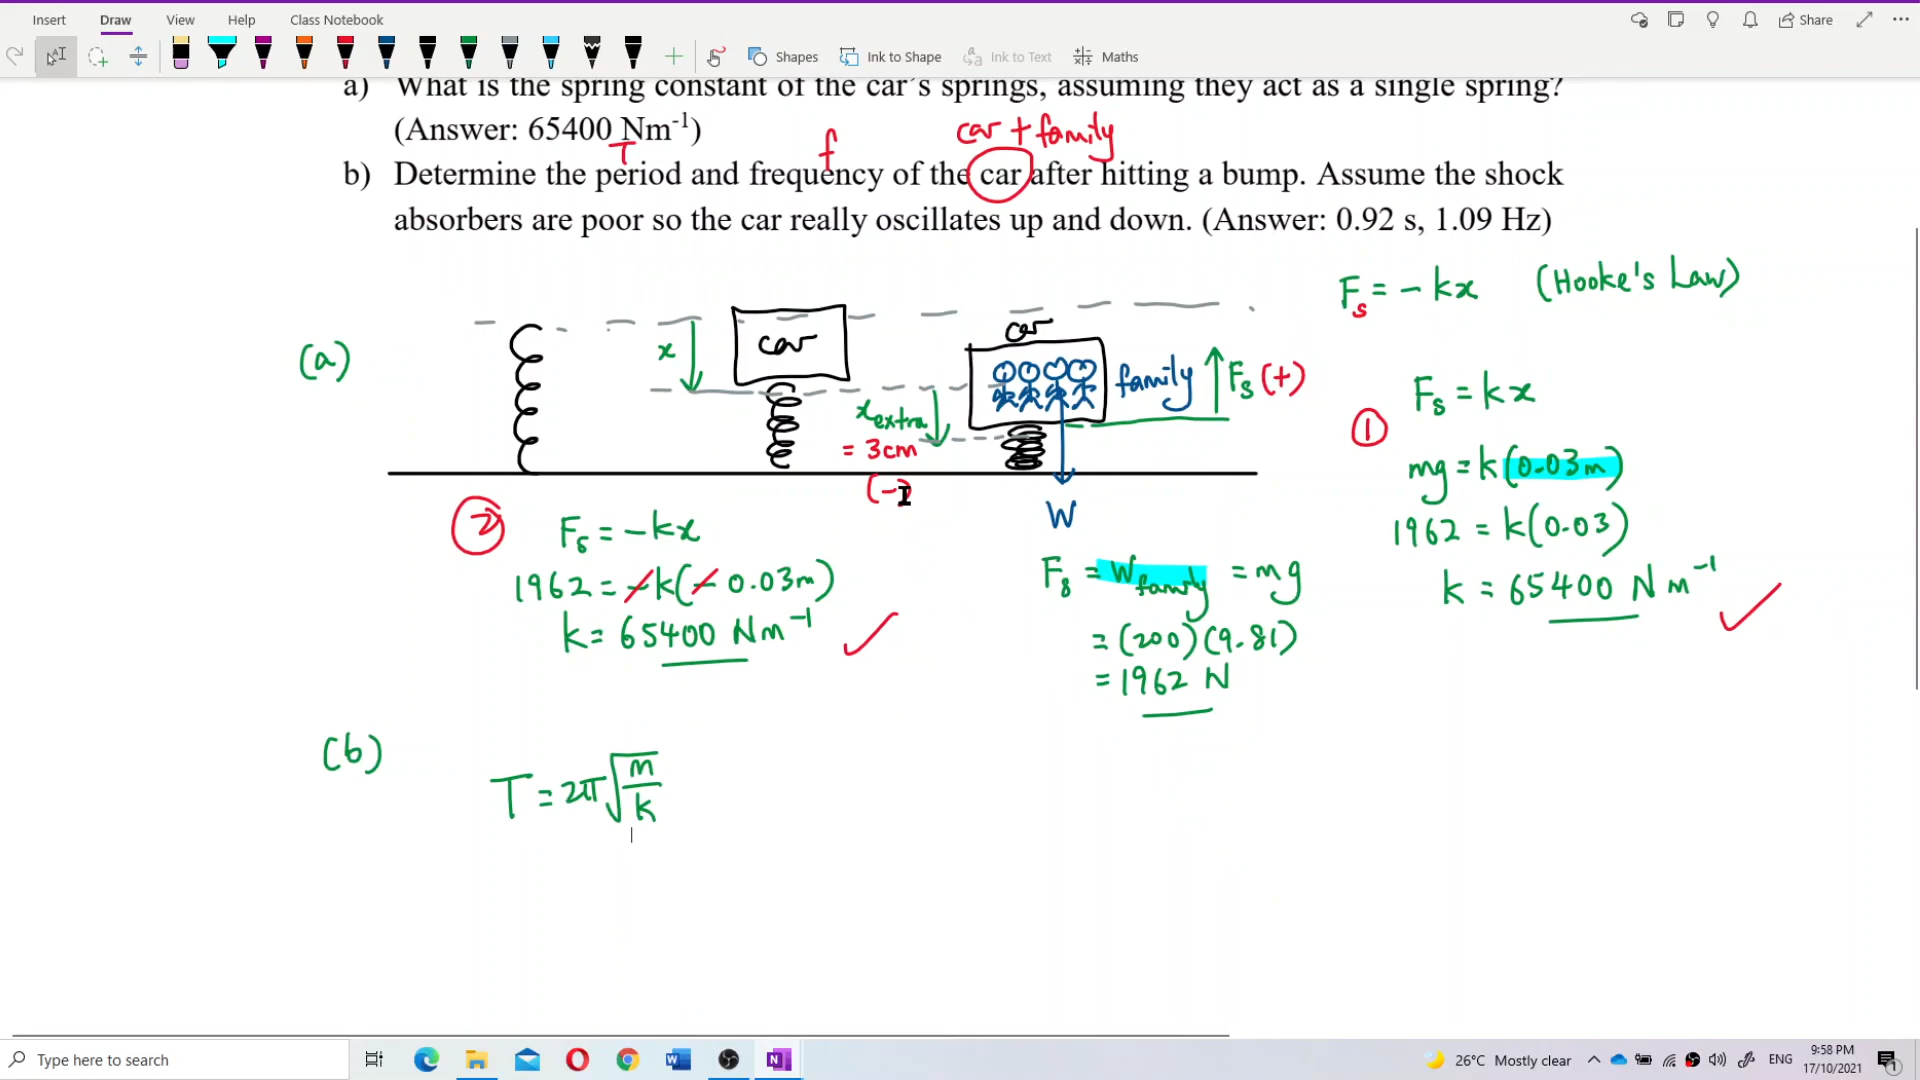 Insert Draw View Help Class Notebook Share
Shapes Ink to Shape Ink to Text Maths
a) What is the spring constant of the car's springs, assuming they act as a single spring?
(Answer: 65400 Nm⁻¹)
T f car + family
b) Determine the period and frequency of the car after hitting a bump. Assume the shock
absorbers are poor so the car really oscillates up and down. (Answer: 0.92 s, 1.09 Hz)
Fs = - kx (Hooke's Law)
(a)
x
car
car
family
Fs (+)
x extra
= 3cm
(-)
W
①
Fs = kx
mg = k(0.03m)
1962 = k(0.03)
k = 65400 N m⁻¹
②
Fs = -kx
1962 = -k(- 0.03m)
k = 65400 Nm⁻¹
Fs = W family = mg
= (200)(9.81)
= 1962 N
(b)
T = 2π√(m/k)
Type here to search
26°C Mostly clear
ENG
9:58 PM
17/10/2021
1